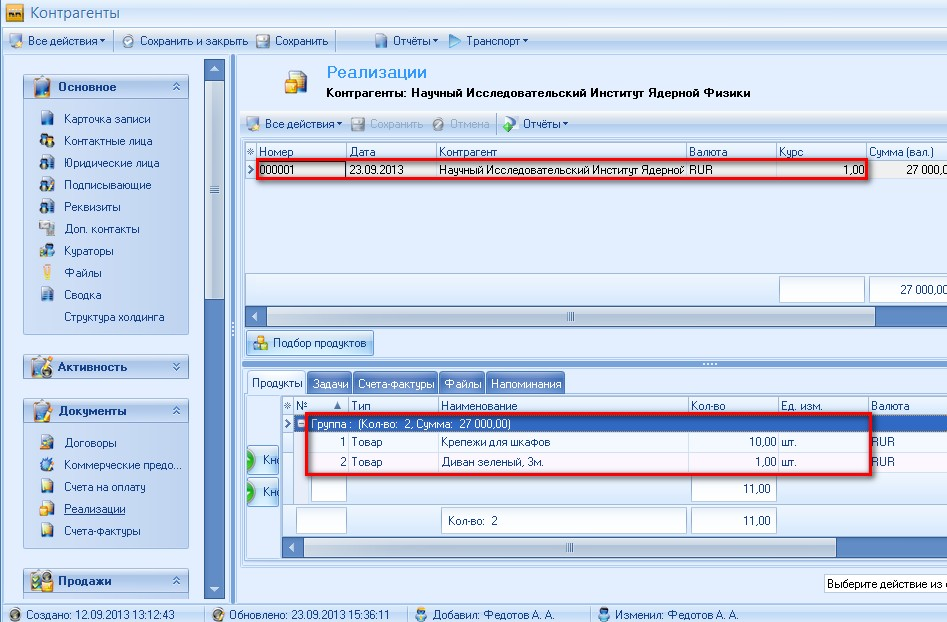 Контрагенты
Все действия Сохранить и закрыть Сохранить Отчёты Транспорт
Основное
Карточка записи
Контактные лица
Юридические лица
Подписывающие
Реквизиты
Доп. контакты
Кураторы
Файлы
Сводка
Структура холдинга
Активность
Документы
Договоры
Коммерческие предо...
Счета на оплату
Реализации
Счета-фактуры
Продажи
Реализации
Контрагенты: Научный Исследовательский Институт Ядерной Физики
Все действия Сохранить Отмена Отчёты
Номер Дата Контрагент Валюта Курс Сумма (вал.)
000001 23.09.2013 Научный Исследовательский Институт Ядерной RUR 1,00 27 000,0
27 000,00
Подбор продуктов
Продукты Задачи Счета-фактуры Файлы Напоминания
№ Тип Наименование Кол-во Ед. изм. Валюта
Группа : (Кол-во: 2, Сумма: 27 000,00)
1 Товар Крепежи для шкафов 10,00 шт. RUR
Кн
2 Товар Диван зеленый, 3м. 1,00 шт. RUR
Кн
11,00
Кол-во: 2 11,00
Выберите действие из
Создано: 12.09.2013 13:12:43 Обновлено: 23.09.2013 15:36:11 Добавил: Федотов А. А. Изменил: Федотов А. А.